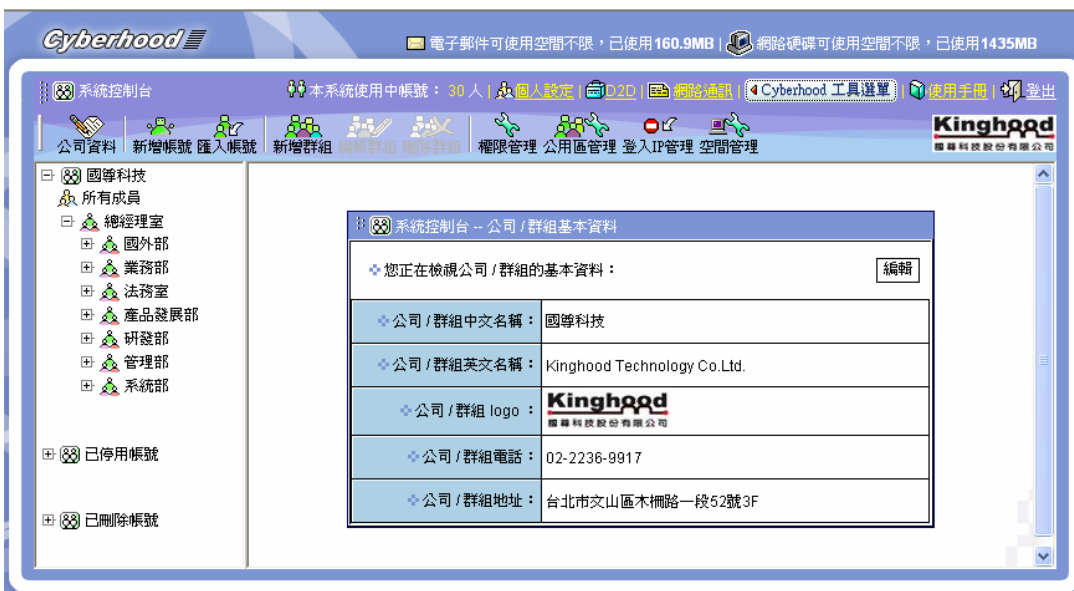 Cyberhood
電子郵件可使用空間不限，已使用160.9MB | 網路硬碟可使用空間不限，已使用1435MB
系統控制台 本系統使用中帳號：30 人 | 個人設定 | D2D | 網路通訊 | Cyberhood 工具選單 | 使用手冊 | 登出
公司資料 新增帳號 匯入帳號 新增群組 編輯群組 刪除群組 權限管理 公用區管理 登入IP管理 空間管理
Kinghood
國尊科技股份有限公司
國尊科技
所有成員
總經理室
國外部
業務部
法務室
產品發展部
研發部
管理部
系統部
已停用帳號
已刪除帳號
系統控制台 -- 公司 / 群組基本資料
您正在檢視公司 / 群組的基本資料： 編輯
公司 / 群組中文名稱： 國尊科技
公司 / 群組英文名稱： Kinghood Technology Co.Ltd.
公司 / 群組 logo ： Kinghood
國尊科技股份有限公司
公司 / 群組電話： 02-2236-9917
公司 / 群組地址： 台北市文山區木柵路一段52號3F